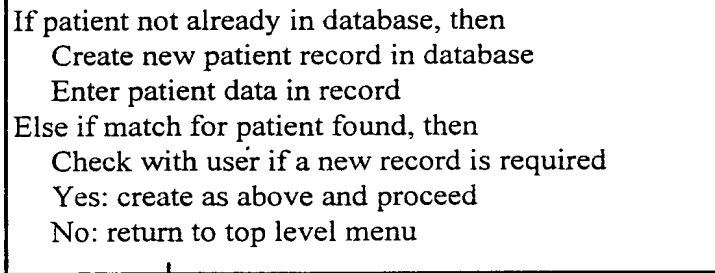 If patient not already in database, then
Create new patient record in database
Enter patient data in record
Else if match for patient found, then
Check with user if a new record is required
Yes: create as above and proceed
No: return to top level menu